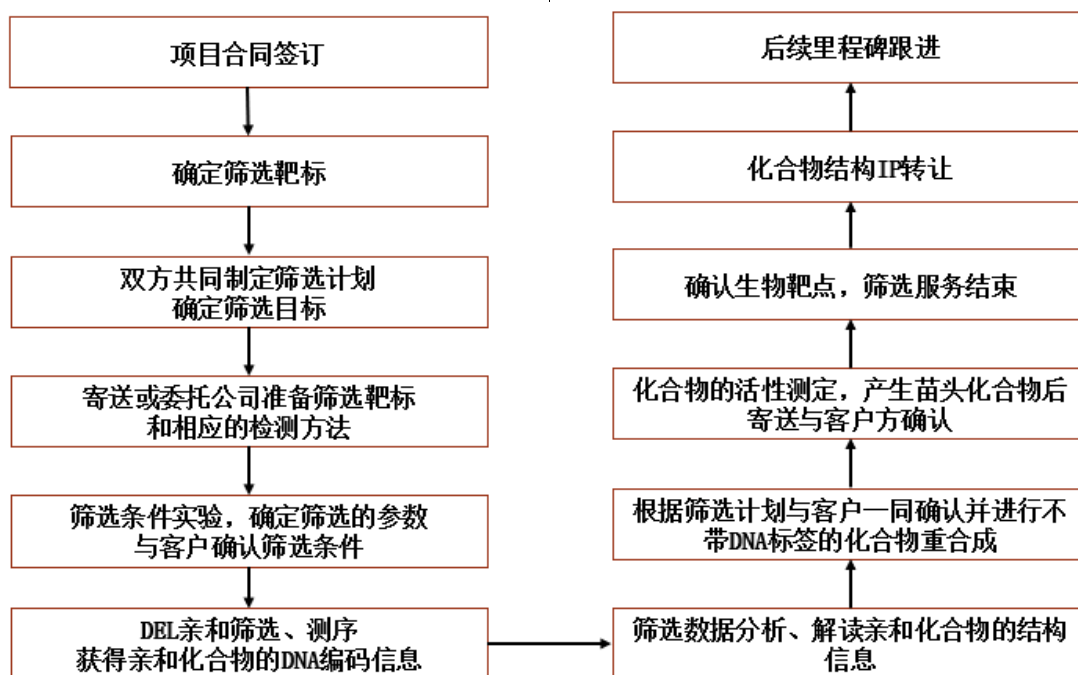 项目合同签订
确定筛选靶标
双方共同制定筛选计划
确定筛选目标
寄送或委托公司准备筛选靶标
和相应的检测方法
筛选条件实验，确定筛选的参数
与客户确认筛选条件
DEL亲和筛选、测序
获得亲和化合物的DNA编码信息
筛选数据分析、解读亲和化合物的结构
信息
根据筛选计划与客户一同确认并进行不
带DNA标签的化合物重合成
化合物的活性测定，产生苗头化合物后
寄送与客户方确认
确认生物靶点，筛选服务结束
化合物结构IP转让
后续里程碑跟进